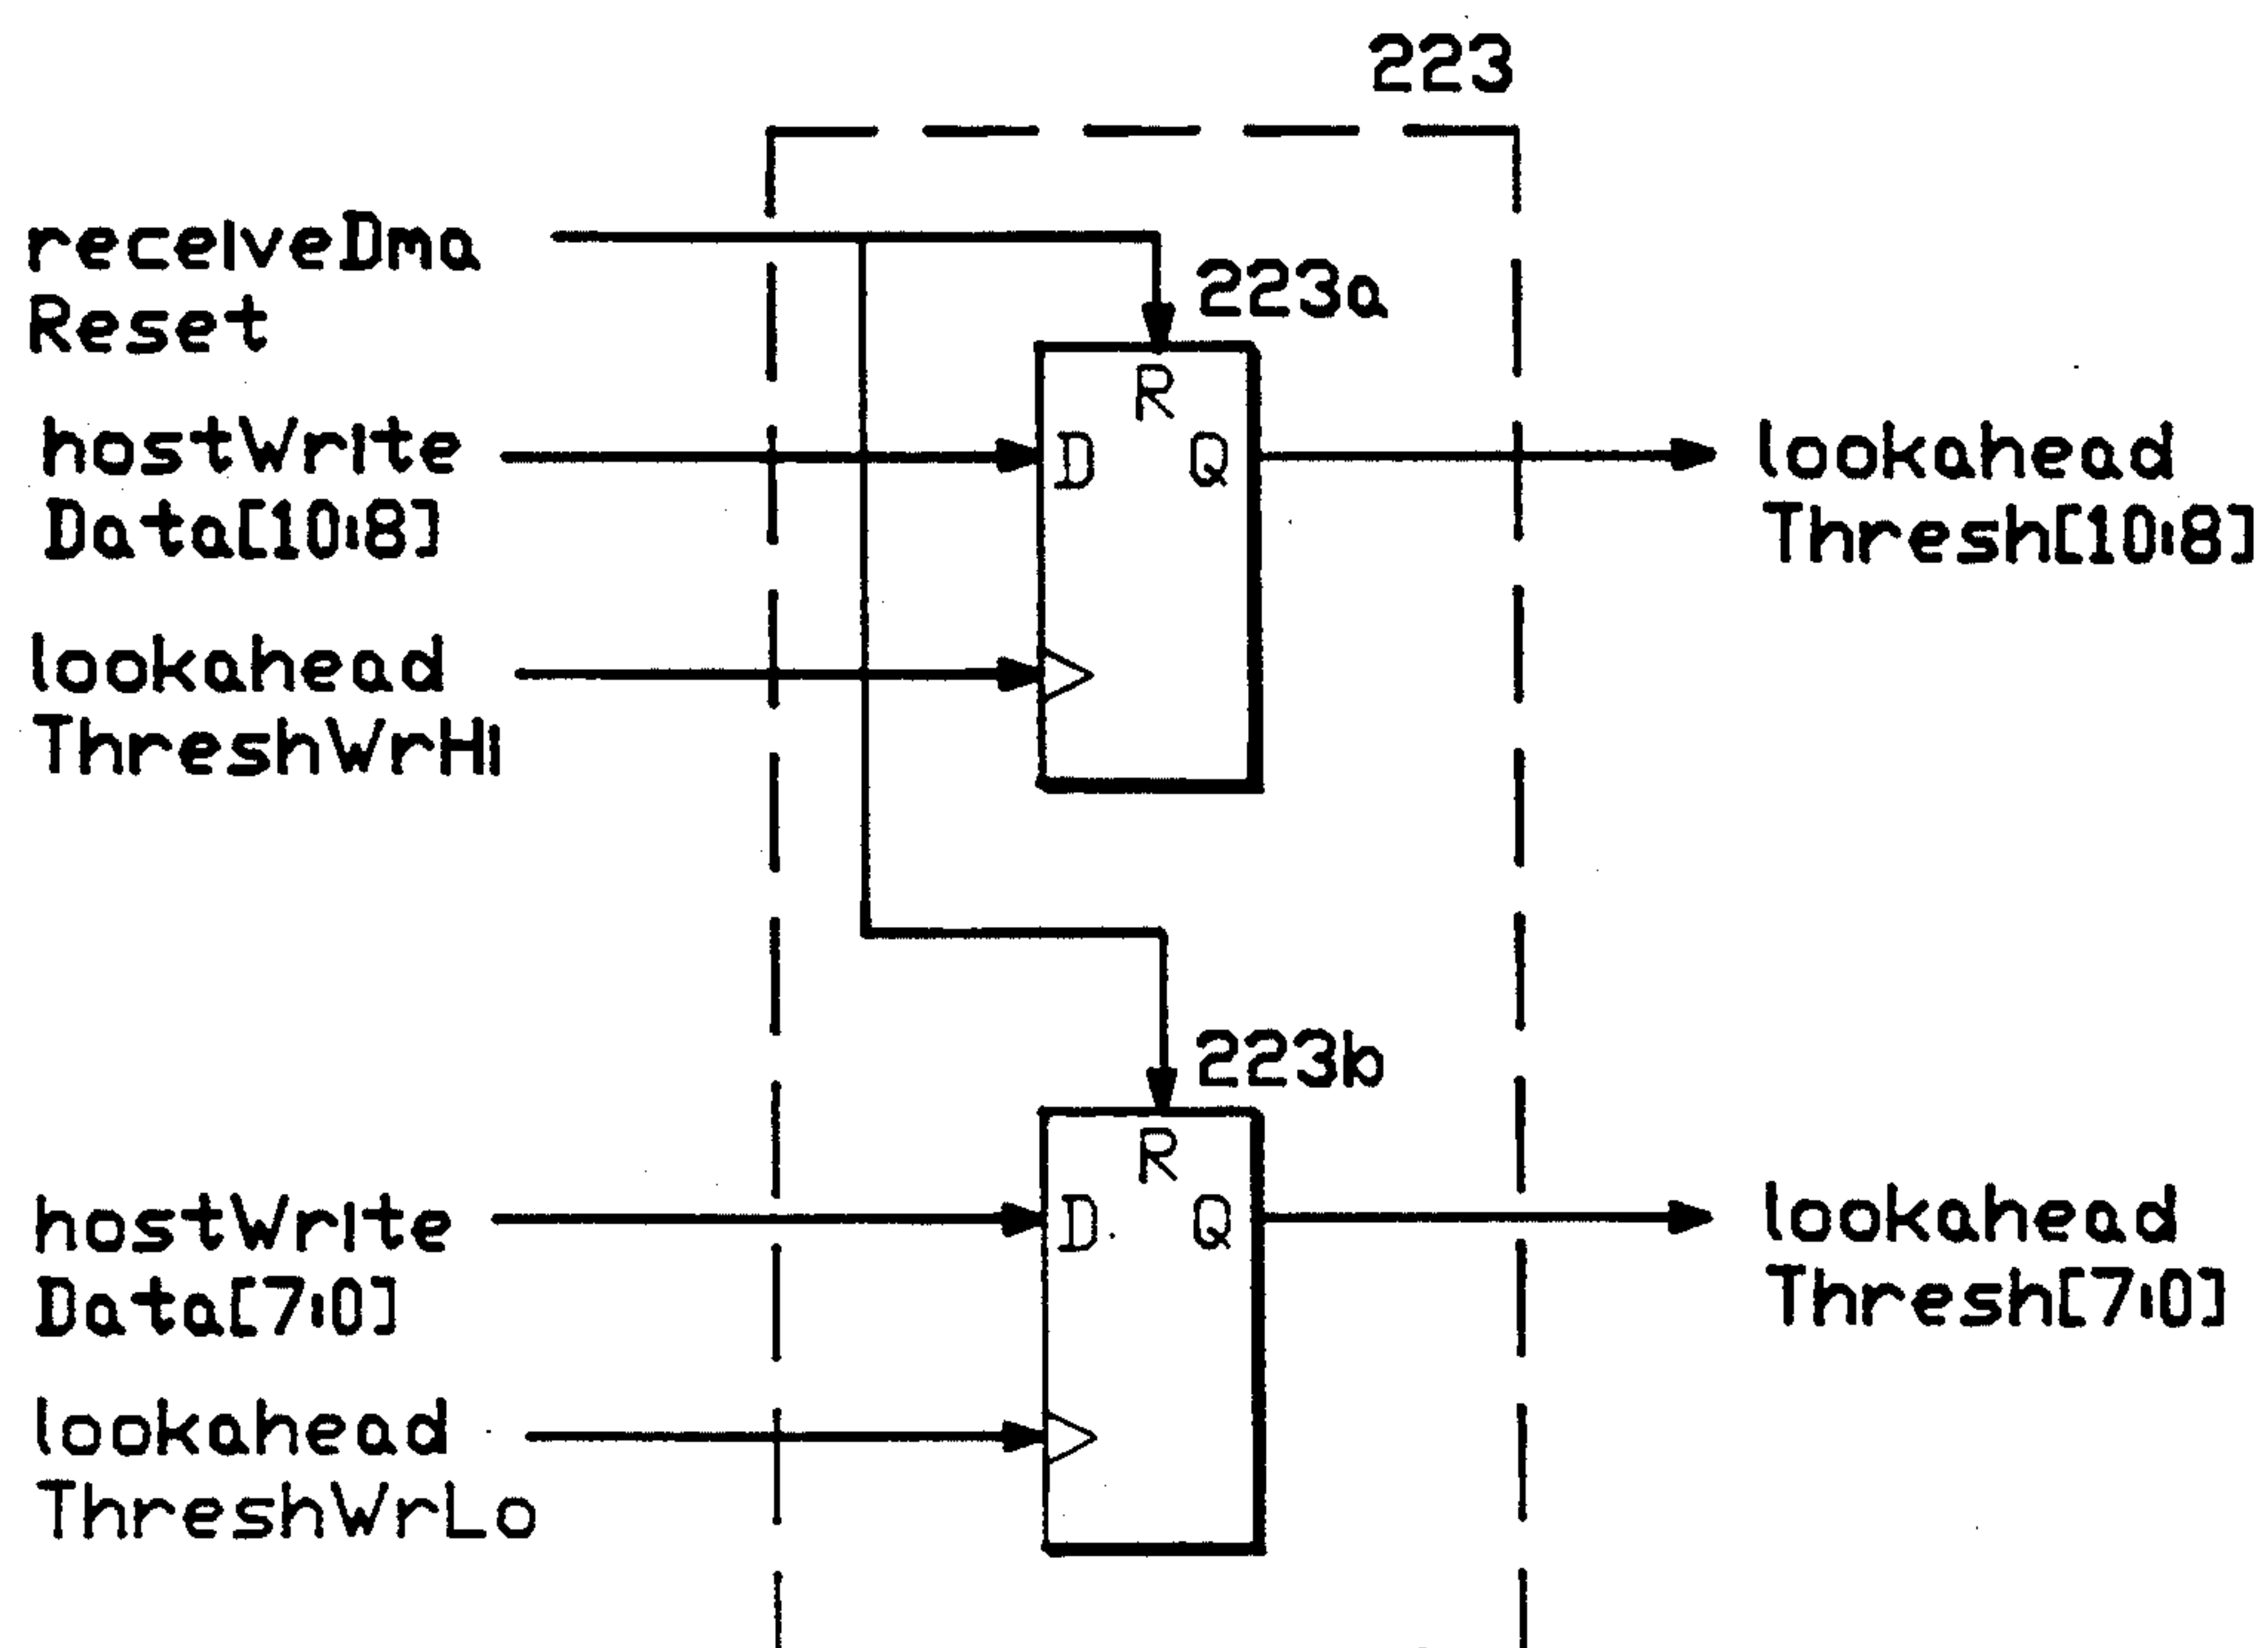 223
receiveDma
Reset
223a
R
hostWrite
Data[10:8]
D
Q
lookahead
Thresh[10:8]
lookahead
ThreshWrHi
223b
R
hostWrite
Data[7:0]
D
Q
lookahead
Thresh[7:0]
lookahead
ThreshWrLo